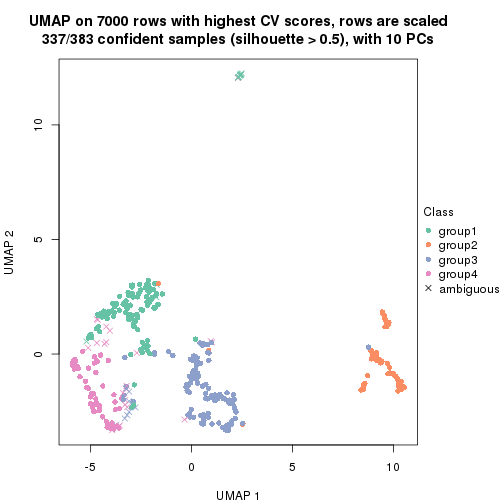 UMAP on 7000 rows with highest CV scores, rows are scaled
337/383 confident samples (silhouette > 0.5), with 10 PCs
10
5
0
UMAP 2
-5
0
5
10
UMAP 1
Class
group1
group2
group3
group4
ambiguous